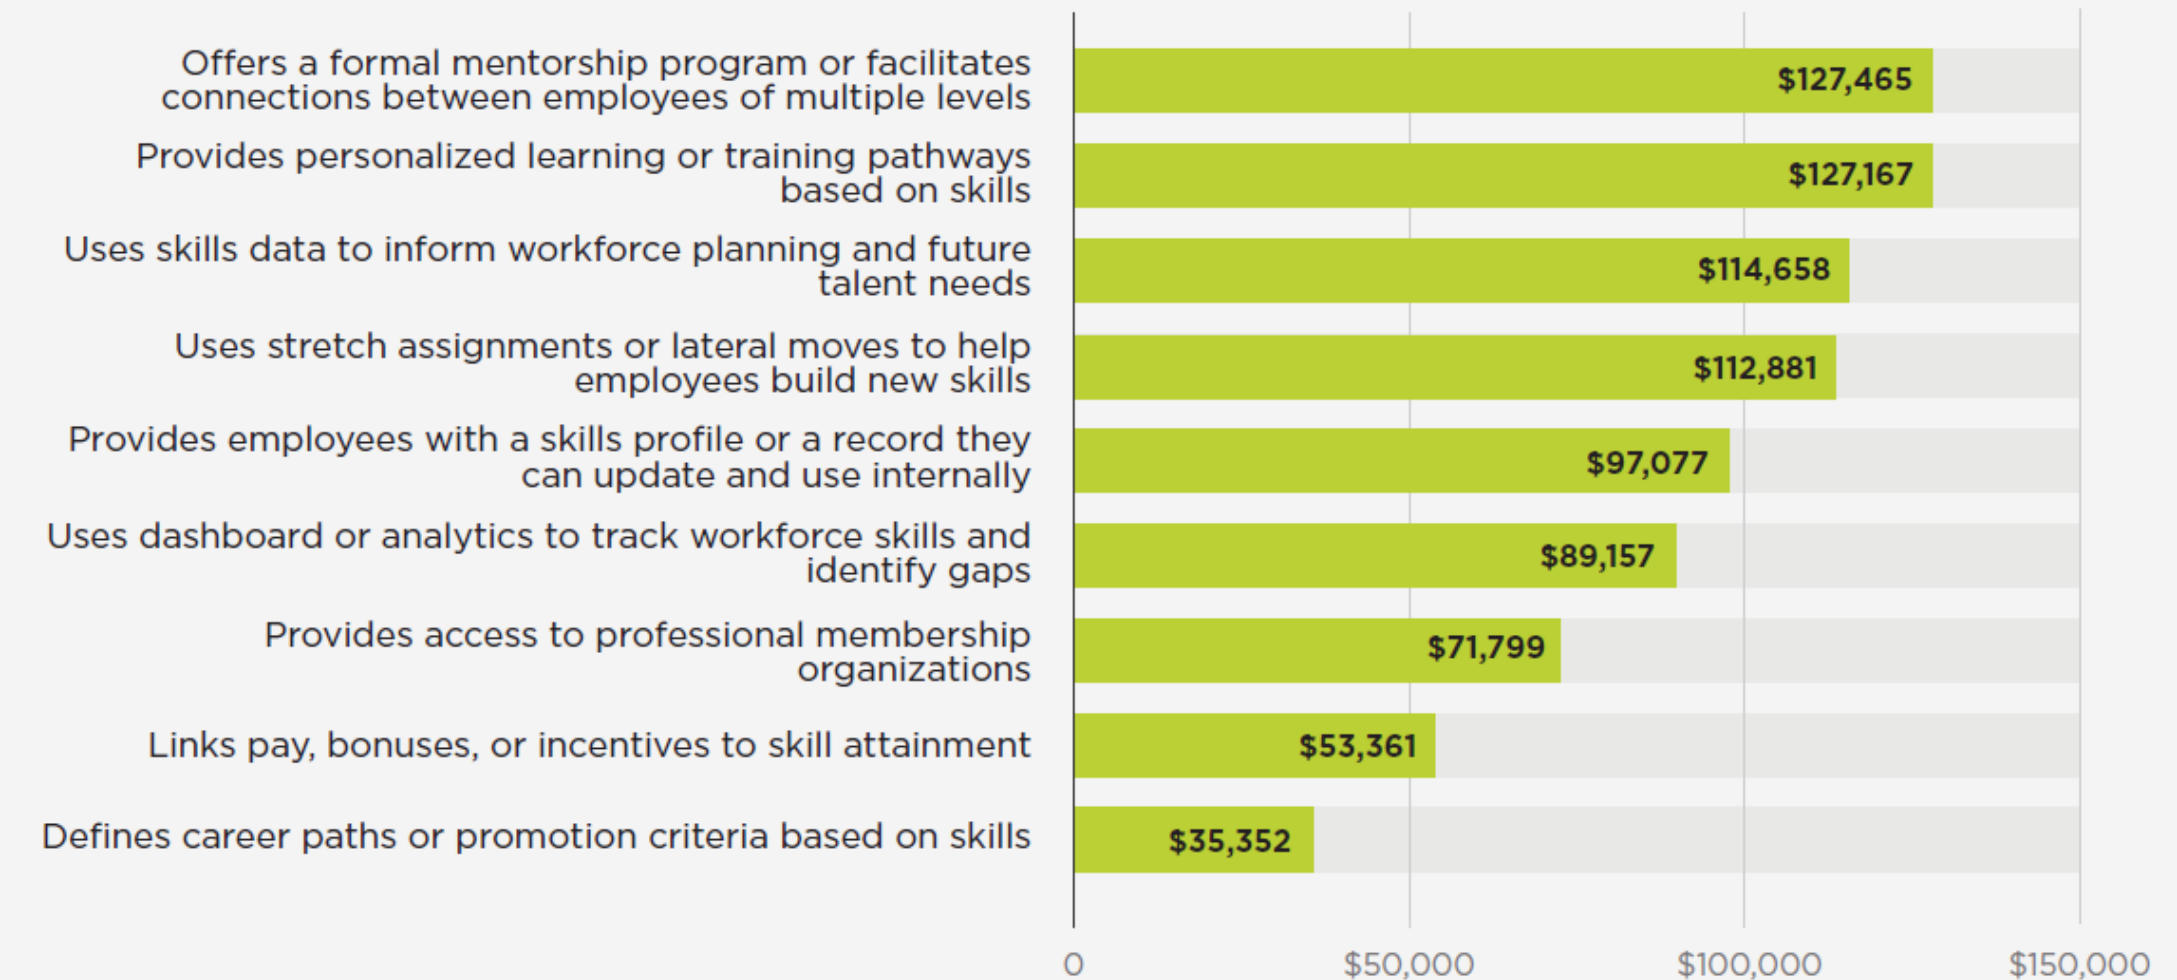 Offers a formal mentorship program or facilitates
connections between employees of multiple levels
$127,465
Provides personalized learning or training pathways
based on skills
$127,167
Uses skills data to inform workforce planning and future
talent needs
$114,658
Uses stretch assignments or lateral moves to help
employees build new skills
$112,881
Provides employees with a skills profile or a record they
can update and use internally
$97,077
Uses dashboard or analytics to track workforce skills and
identify gaps
$89,157
Provides access to professional membership
organizations
$71,799
Links pay, bonuses, or incentives to skill attainment
$53,361
Defines career paths or promotion criteria based on skills
$35,352
0
$50,000
$100,000
$150,000